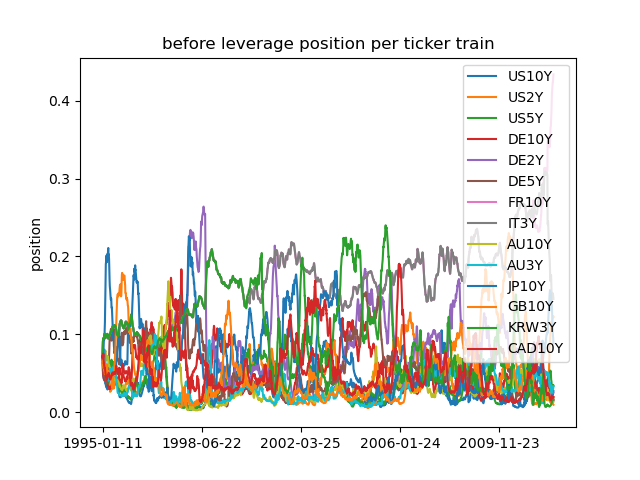 before leverage position per ticker train
position
0.4
0.3
0.2
0.1
0.0
1995-01-11
1998-06-22
2002-03-25
2006-01-24
2009-11-23
US10Y
US2Y
US5Y
DE10Y
DE2Y
DE5Y
FR10Y
IT3Y
AU10Y
AU3Y
JP10Y
GB10Y
KRW3Y
CAD10Y